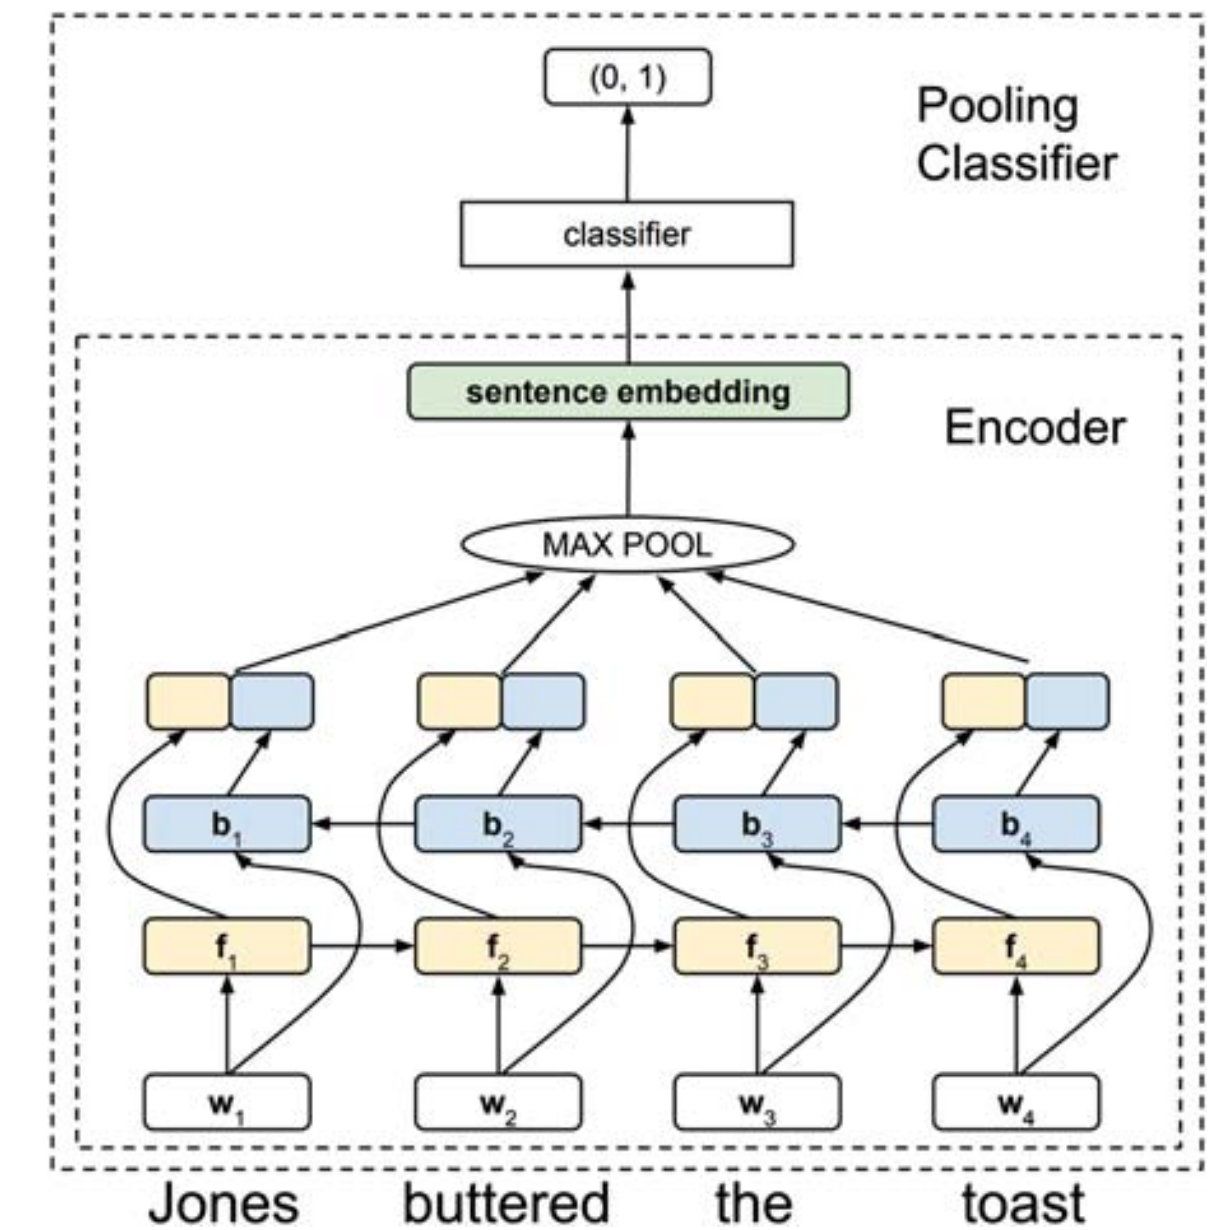 (0, 1)
Pooling
Classifier
classifier
sentence embedding
Encoder
MAX POOL
b1 b2 b3 b4
f1 f2 f3 f4
w1 w2 w3 w4
Jones buttered the toast